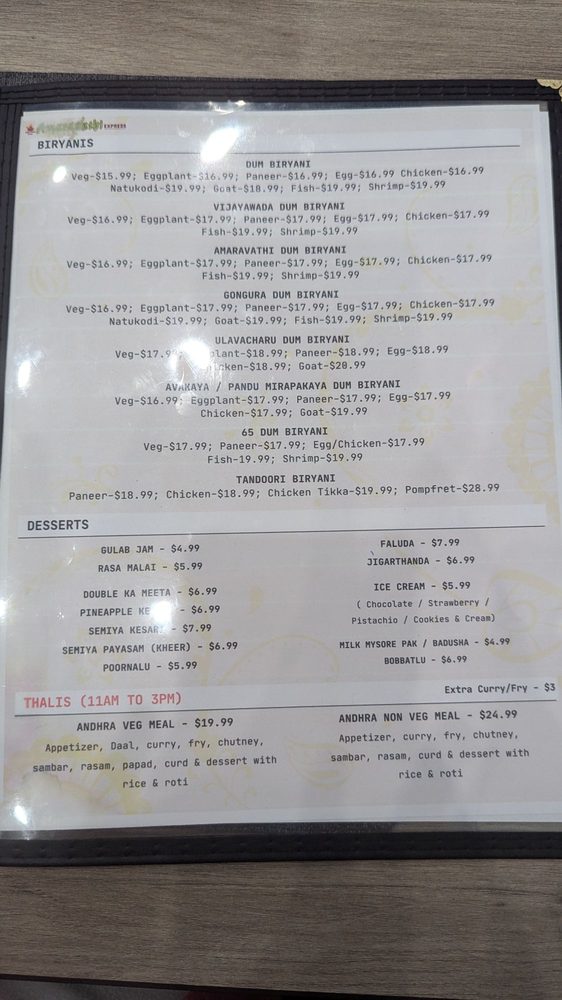 Amaravathi EXPRESS
BIRYANIS
DUM BIRYANI
Veg-$15.99; Eggplant-$16.99; Paneer-$16.99; Egg-$16.99 Chicken-$16.99
Natukodi-$19.99; Goat-$18.99; Fish-$19.99; Shrimp-$19.99
VIJAYAWADA DUM BIRYANI
Veg-$16.99; Eggplant-$17.99; Paneer-$17.99; Egg-$17.99; Chicken-$17.99
Fish-$19.99; Shrimp-$19.99
AMARAVATHI DUM BIRYANI
Veg-$16.99; Eggplant-$17.99; Paneer-$17.99; Egg-$17.99; Chicken-$17.99
Fish-$19.99; Shrimp-$19.99
GONGURA DUM BIRYANI
Veg-$16.99; Eggplant-$17.99; Paneer-$17.99; Egg-$17.99; Chicken-$17.99
Natukodi-$19.99; Goat-$19.99; Fish-$19.99; Shrimp-$19.99
ULAVACHARU DUM BIRYANI
Veg-$17.99; Eggplant-$18.99; Paneer-$18.99; Egg-$18.99
Chicken-$18.99; Goat-$20.99
AVAKAYA / PANDU MIRAPAKAYA DUM BIRYANI
Veg-$16.99; Eggplant-$17.99; Paneer-$17.99; Egg-$17.99
Chicken-$17.99; Goat-$19.99
65 DUM BIRYANI
Veg-$17.99; Paneer-$17.99; Egg/Chicken-$17.99
Fish-19.99; Shrimp-$19.99
TANDOORI BIRYANI
Paneer-$18.99; Chicken-$18.99; Chicken Tikka-$19.99; Pompfret-$28.99
DESSERTS
GULAB JAM - $4.99
RASA MALAI - $5.99
DOUBLE KA MEETA - $6.99
PINEAPPLE - $6.99
SEMIYA KESARI - $7.99
SEMIYA PAYASAM (KHEER) - $6.99
POORNALU - $5.99
FALUDA - $7.99
JIGARTHANDA - $6.99
ICE CREAM - $5.99
( Chocolate / Strawberry /
Pistachio / Cookies & Cream)
MILK MYSORE PAK / BADUSHA - $4.99
BOBBATLU - $6.99
THALIS (11AM TO 3PM)
Extra Curry/Fry - $3
ANDHRA VEG MEAL - $19.99
Appetizer, Daal, curry, fry, chutney,
sambar, rasam, papad, curd & dessert with
rice & roti
ANDHRA NON VEG MEAL - $24.99
Appetizer, curry, fry, chutney,
sambar, rasam, curd & dessert with
rice & roti